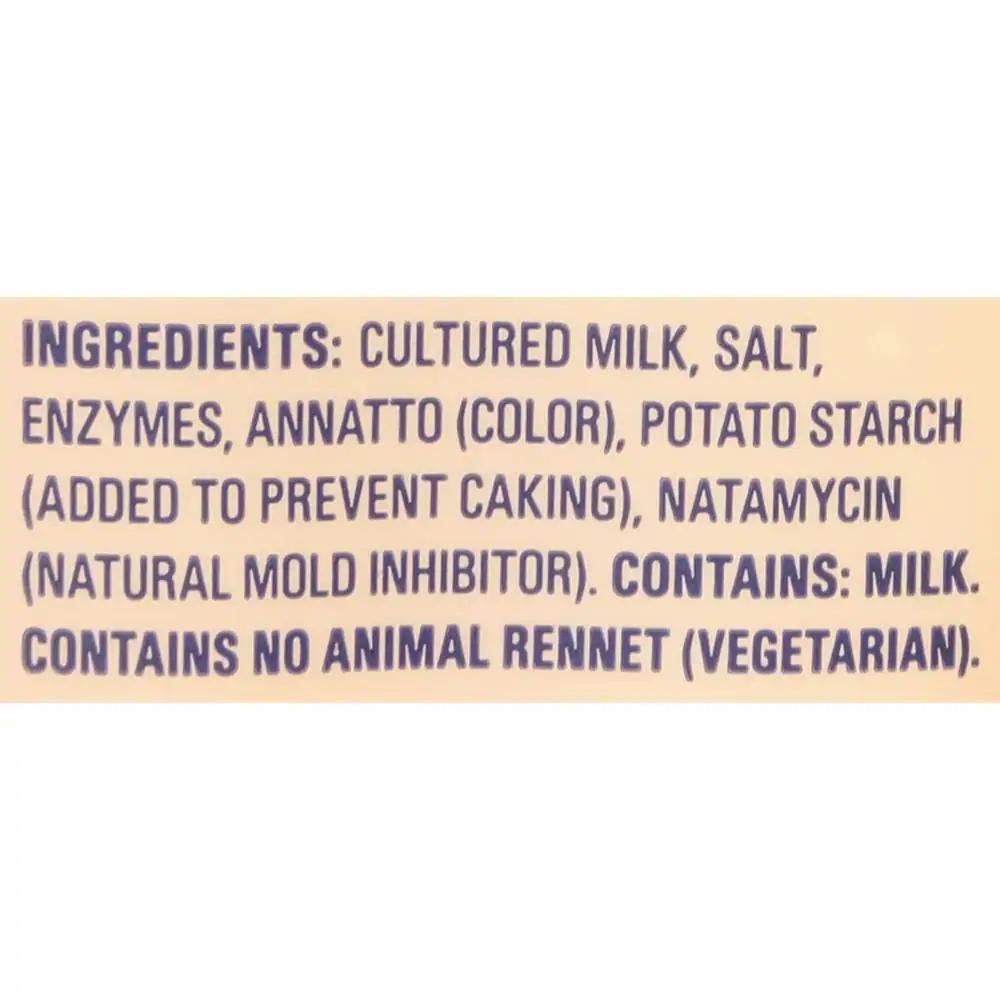 INGREDIENTS: CULTURED MILK, SALT,
ENZYMES, ANNATTO (COLOR), POTATO STARCH
(ADDED TO PREVENT CAKING), NATAMYCIN
(NATURAL MOLD INHIBITOR). CONTAINS: MILK.
CONTAINS NO ANIMAL RENNET (VEGETARIAN).